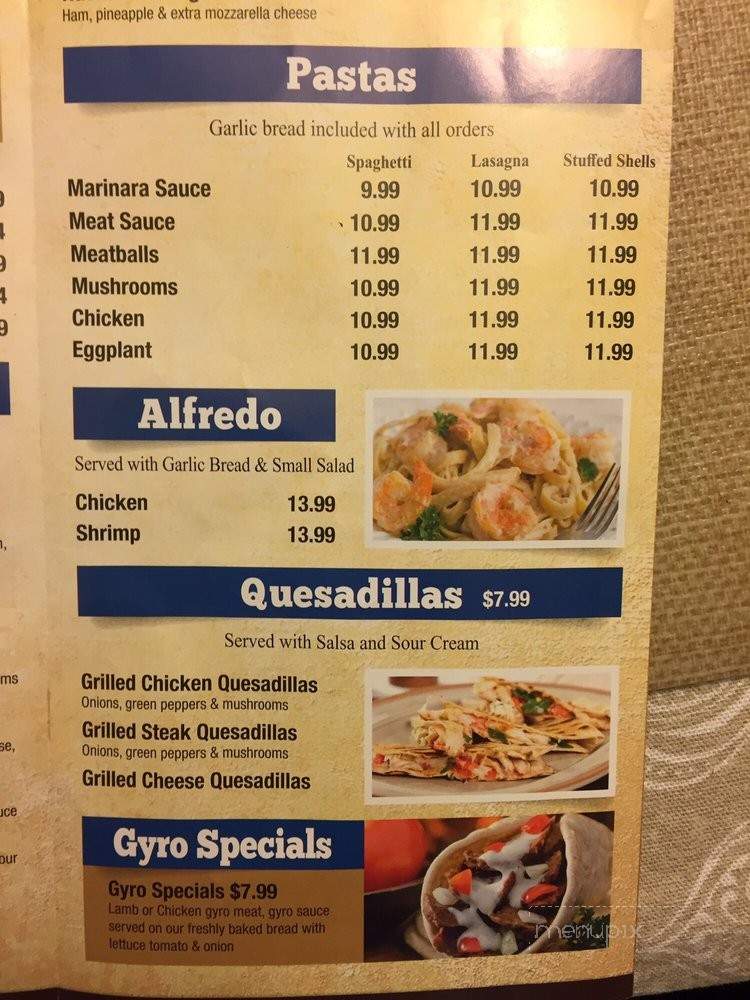 Ham, pineapple & extra mozzarella cheese
Pastas
Garlic bread included with all orders
Spaghetti Lasagna Stuffed Shells
Marinara Sauce 9.99 10.99 10.99
Meat Sauce 10.99 11.99 11.99
Meatballs 11.99 11.99 11.99
Mushrooms 10.99 11.99 11.99
Chicken 10.99 11.99 11.99
Eggplant 10.99 11.99 11.99
Alfredo
Served with Garlic Bread & Small Salad
Chicken 13.99
Shrimp 13.99
Quesadillas $7.99
Served with Salsa and Sour Cream
Grilled Chicken Quesadillas
Onions, green peppers & mushrooms
Grilled Steak Quesadillas
Onions, green peppers & mushrooms
Grilled Cheese Quesadillas
Gyro Specials
Gyro Specials $7.99
Lamb or Chicken gyro meat, gyro sauce
served on our freshly baked bread with
lettuce tomato & onion
menupix